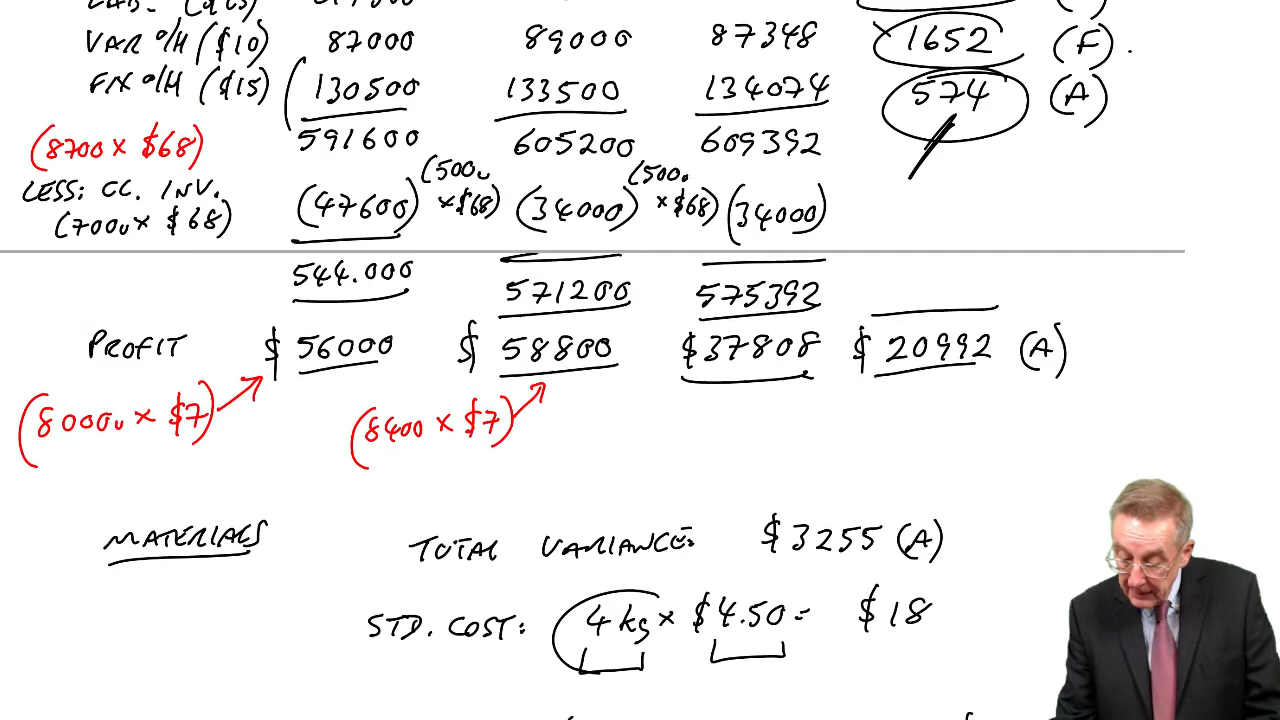 VAR O/H ($10) 87000 89000 87348 1652 (F).
FIX O/H ($15) (130500 133500 134074 574 (A)
(8700 x $68) 591600 605200 609392
LESS: CL. INV. (47600) (500u x $68) (34000) (500u x $68) (34000)
(700u x $68)
544.000 571200 575392
PROFIT $ 56000 $ 58800 $37808 $ 20992 (A)
(8000u x $7) (8400 x $7)
MATERIALS TOTAL VARIANCE: $3255 (A)
STD. COST: 4 kg x $4.50 = $18